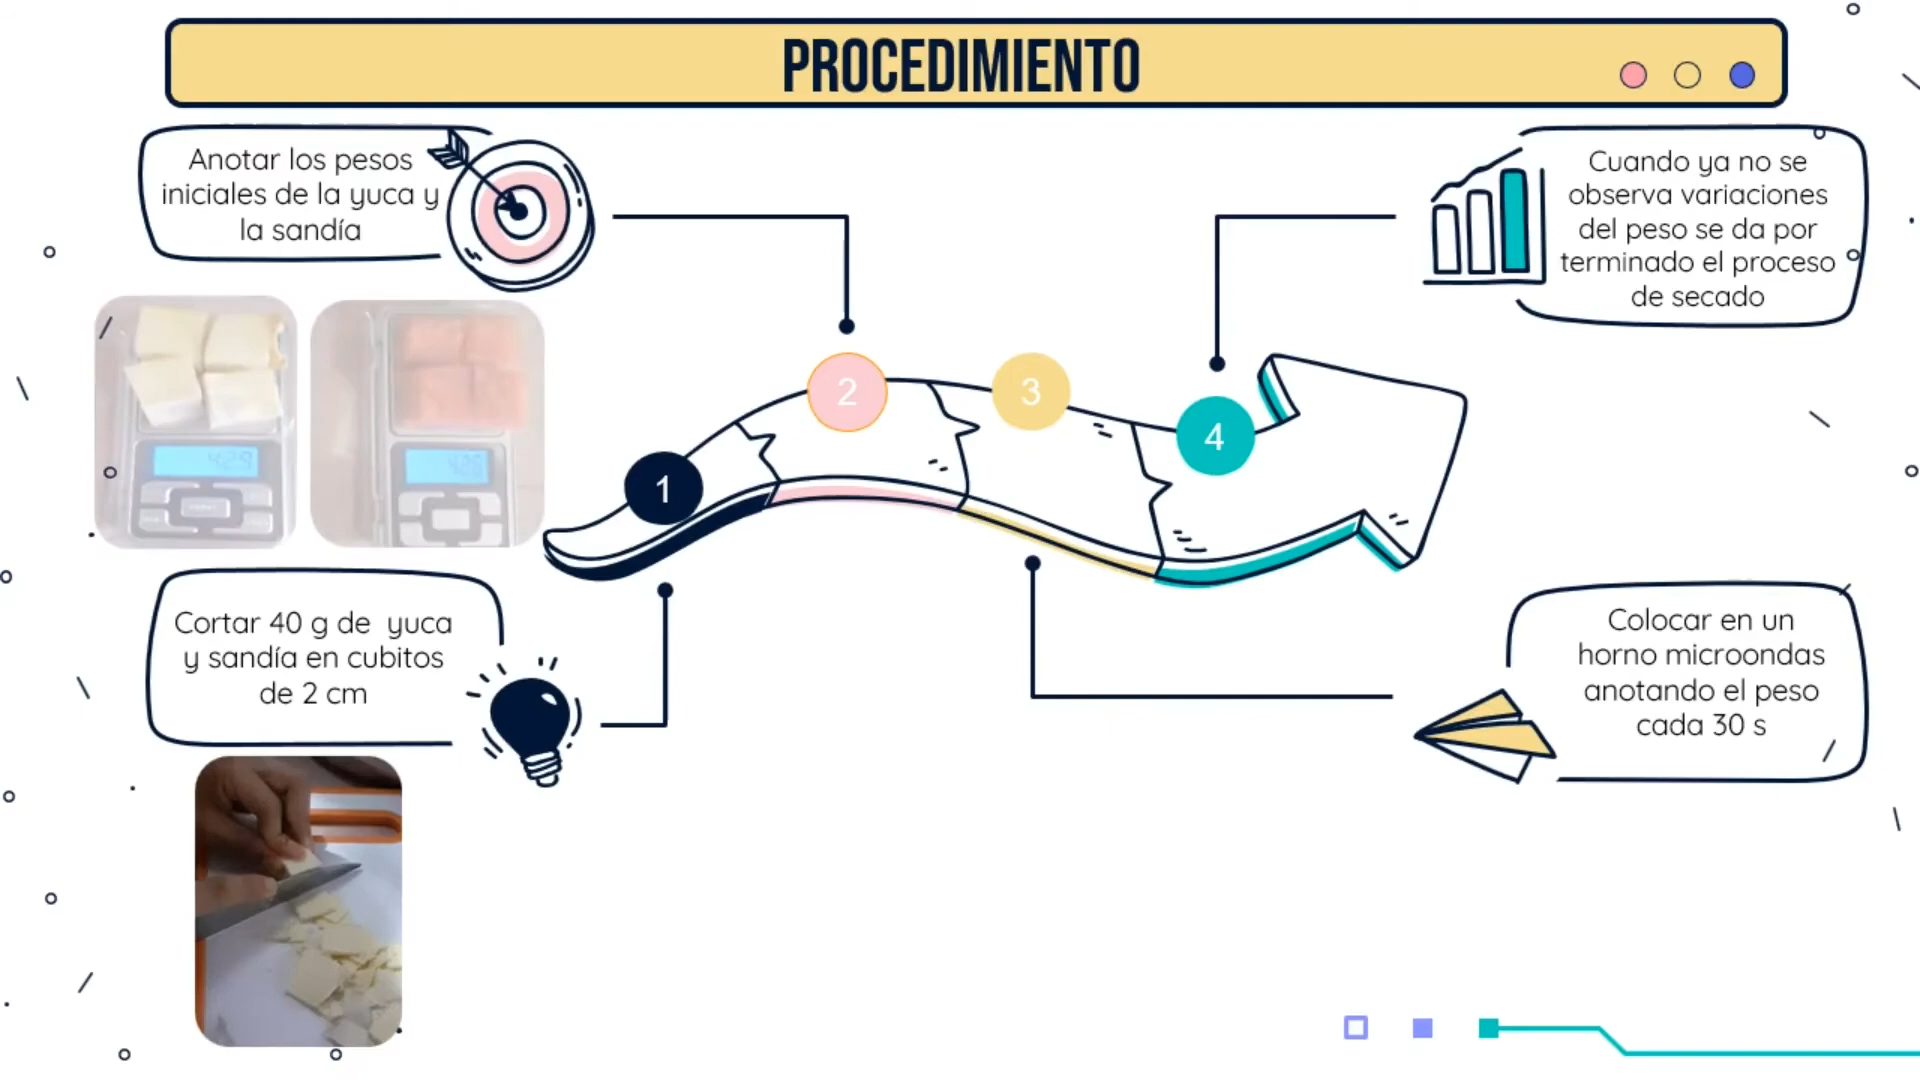 PROCEDIMIENTO
Anotar los pesos
iniciales de la yuca y
la sandía
Cuando ya no se
observa variaciones
del peso se da por
terminado el proceso
de secado
2
3
4
1
Cortar 40 g de yuca
y sandía en cubitos
de 2 cm
Colocar en un
horno microondas
anotando el peso
cada 30 s